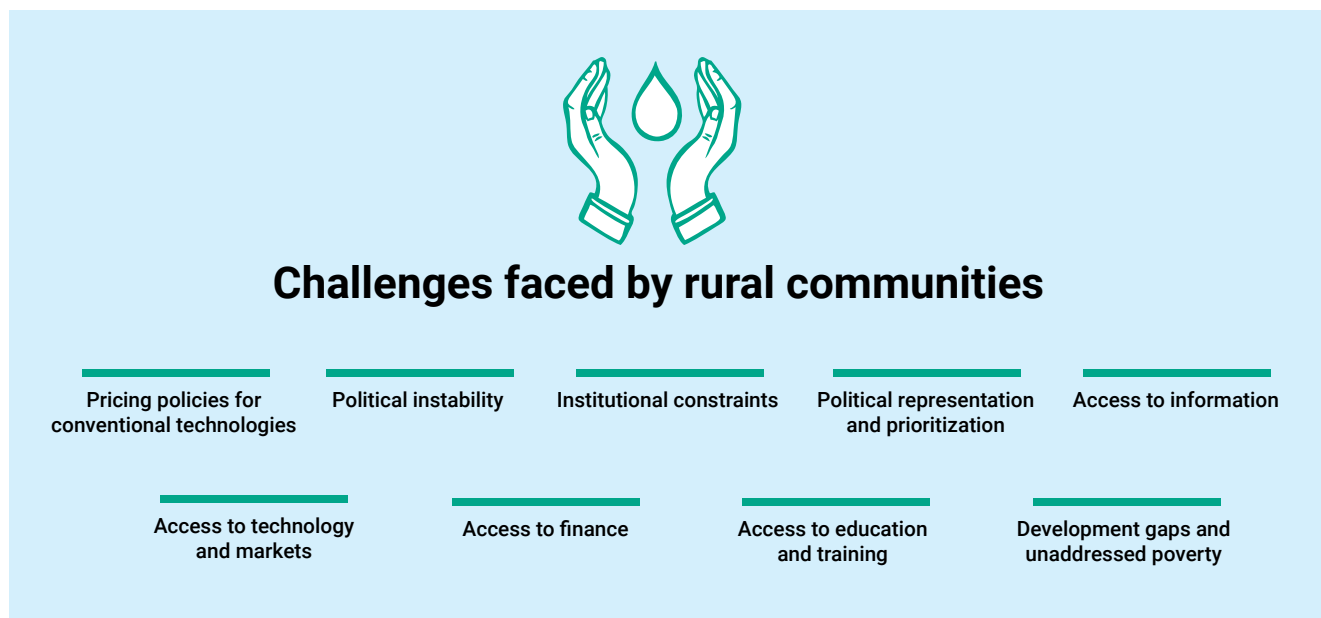 Challenges faced by rural communities
Pricing policies for
conventional technologies
Political instability
Institutional constraints
Political representation
and prioritization
Access to information
Access to technology
and markets
Access to finance
Access to education
and training
Development gaps and
unaddressed poverty